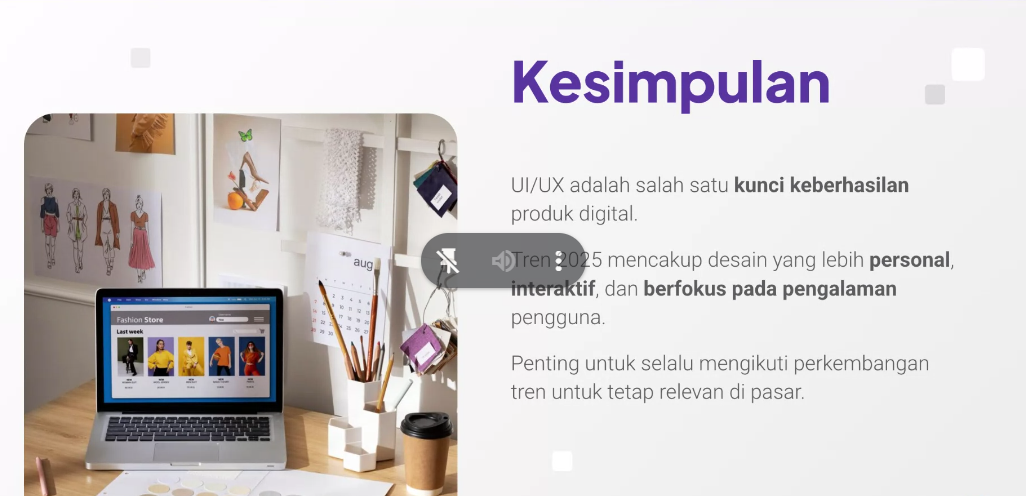 Kesimpulan
UI/UX adalah salah satu kunci keberhasilan
produk digital.
Tren 2025 mencakup desain yang lebih personal,
interaktif, dan berfokus pada pengalaman
pengguna.
Penting untuk selalu mengikuti perkembangan
tren untuk tetap relevan di pasar.
aug
Fashion Store
Last week